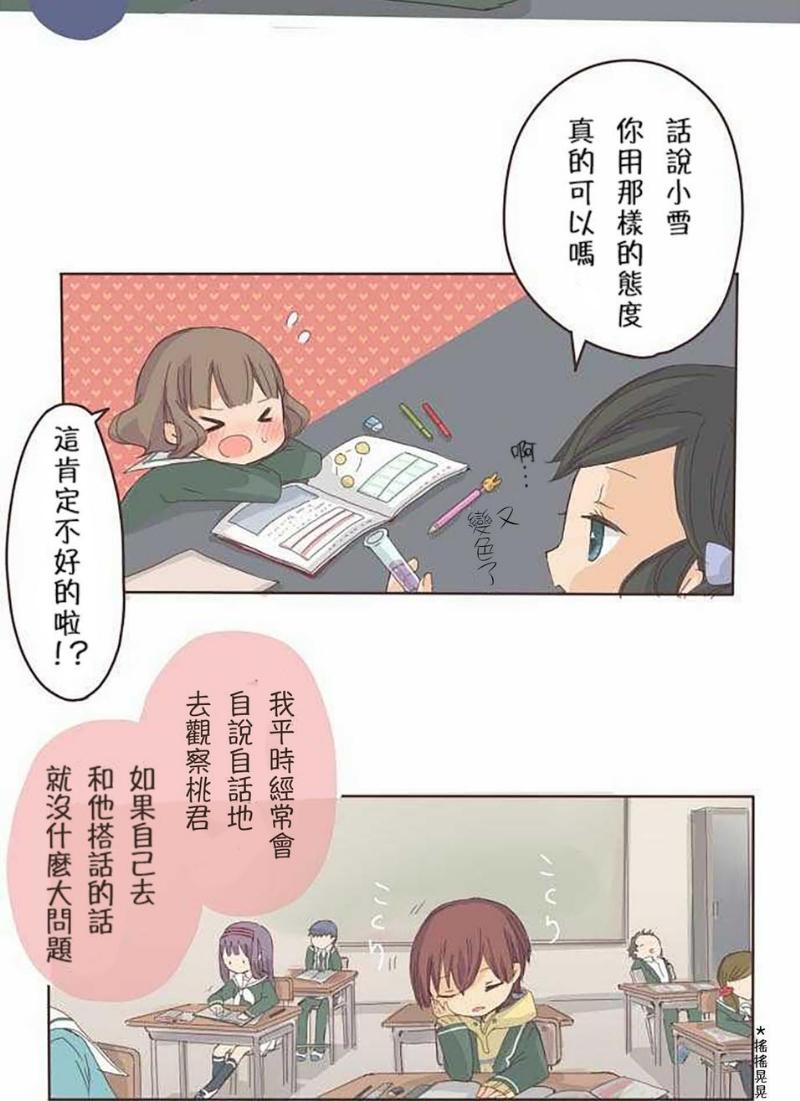 話說小雪
你用那樣的態度
真的可以嗎
啊…
又
變色了
這肯定不好的啦!?
我平時經常會
自說自話地
去觀察桃君
如果自己去
和他搭話的話
就沒什麼大問題
こくり
こくり
*搖搖晃晃